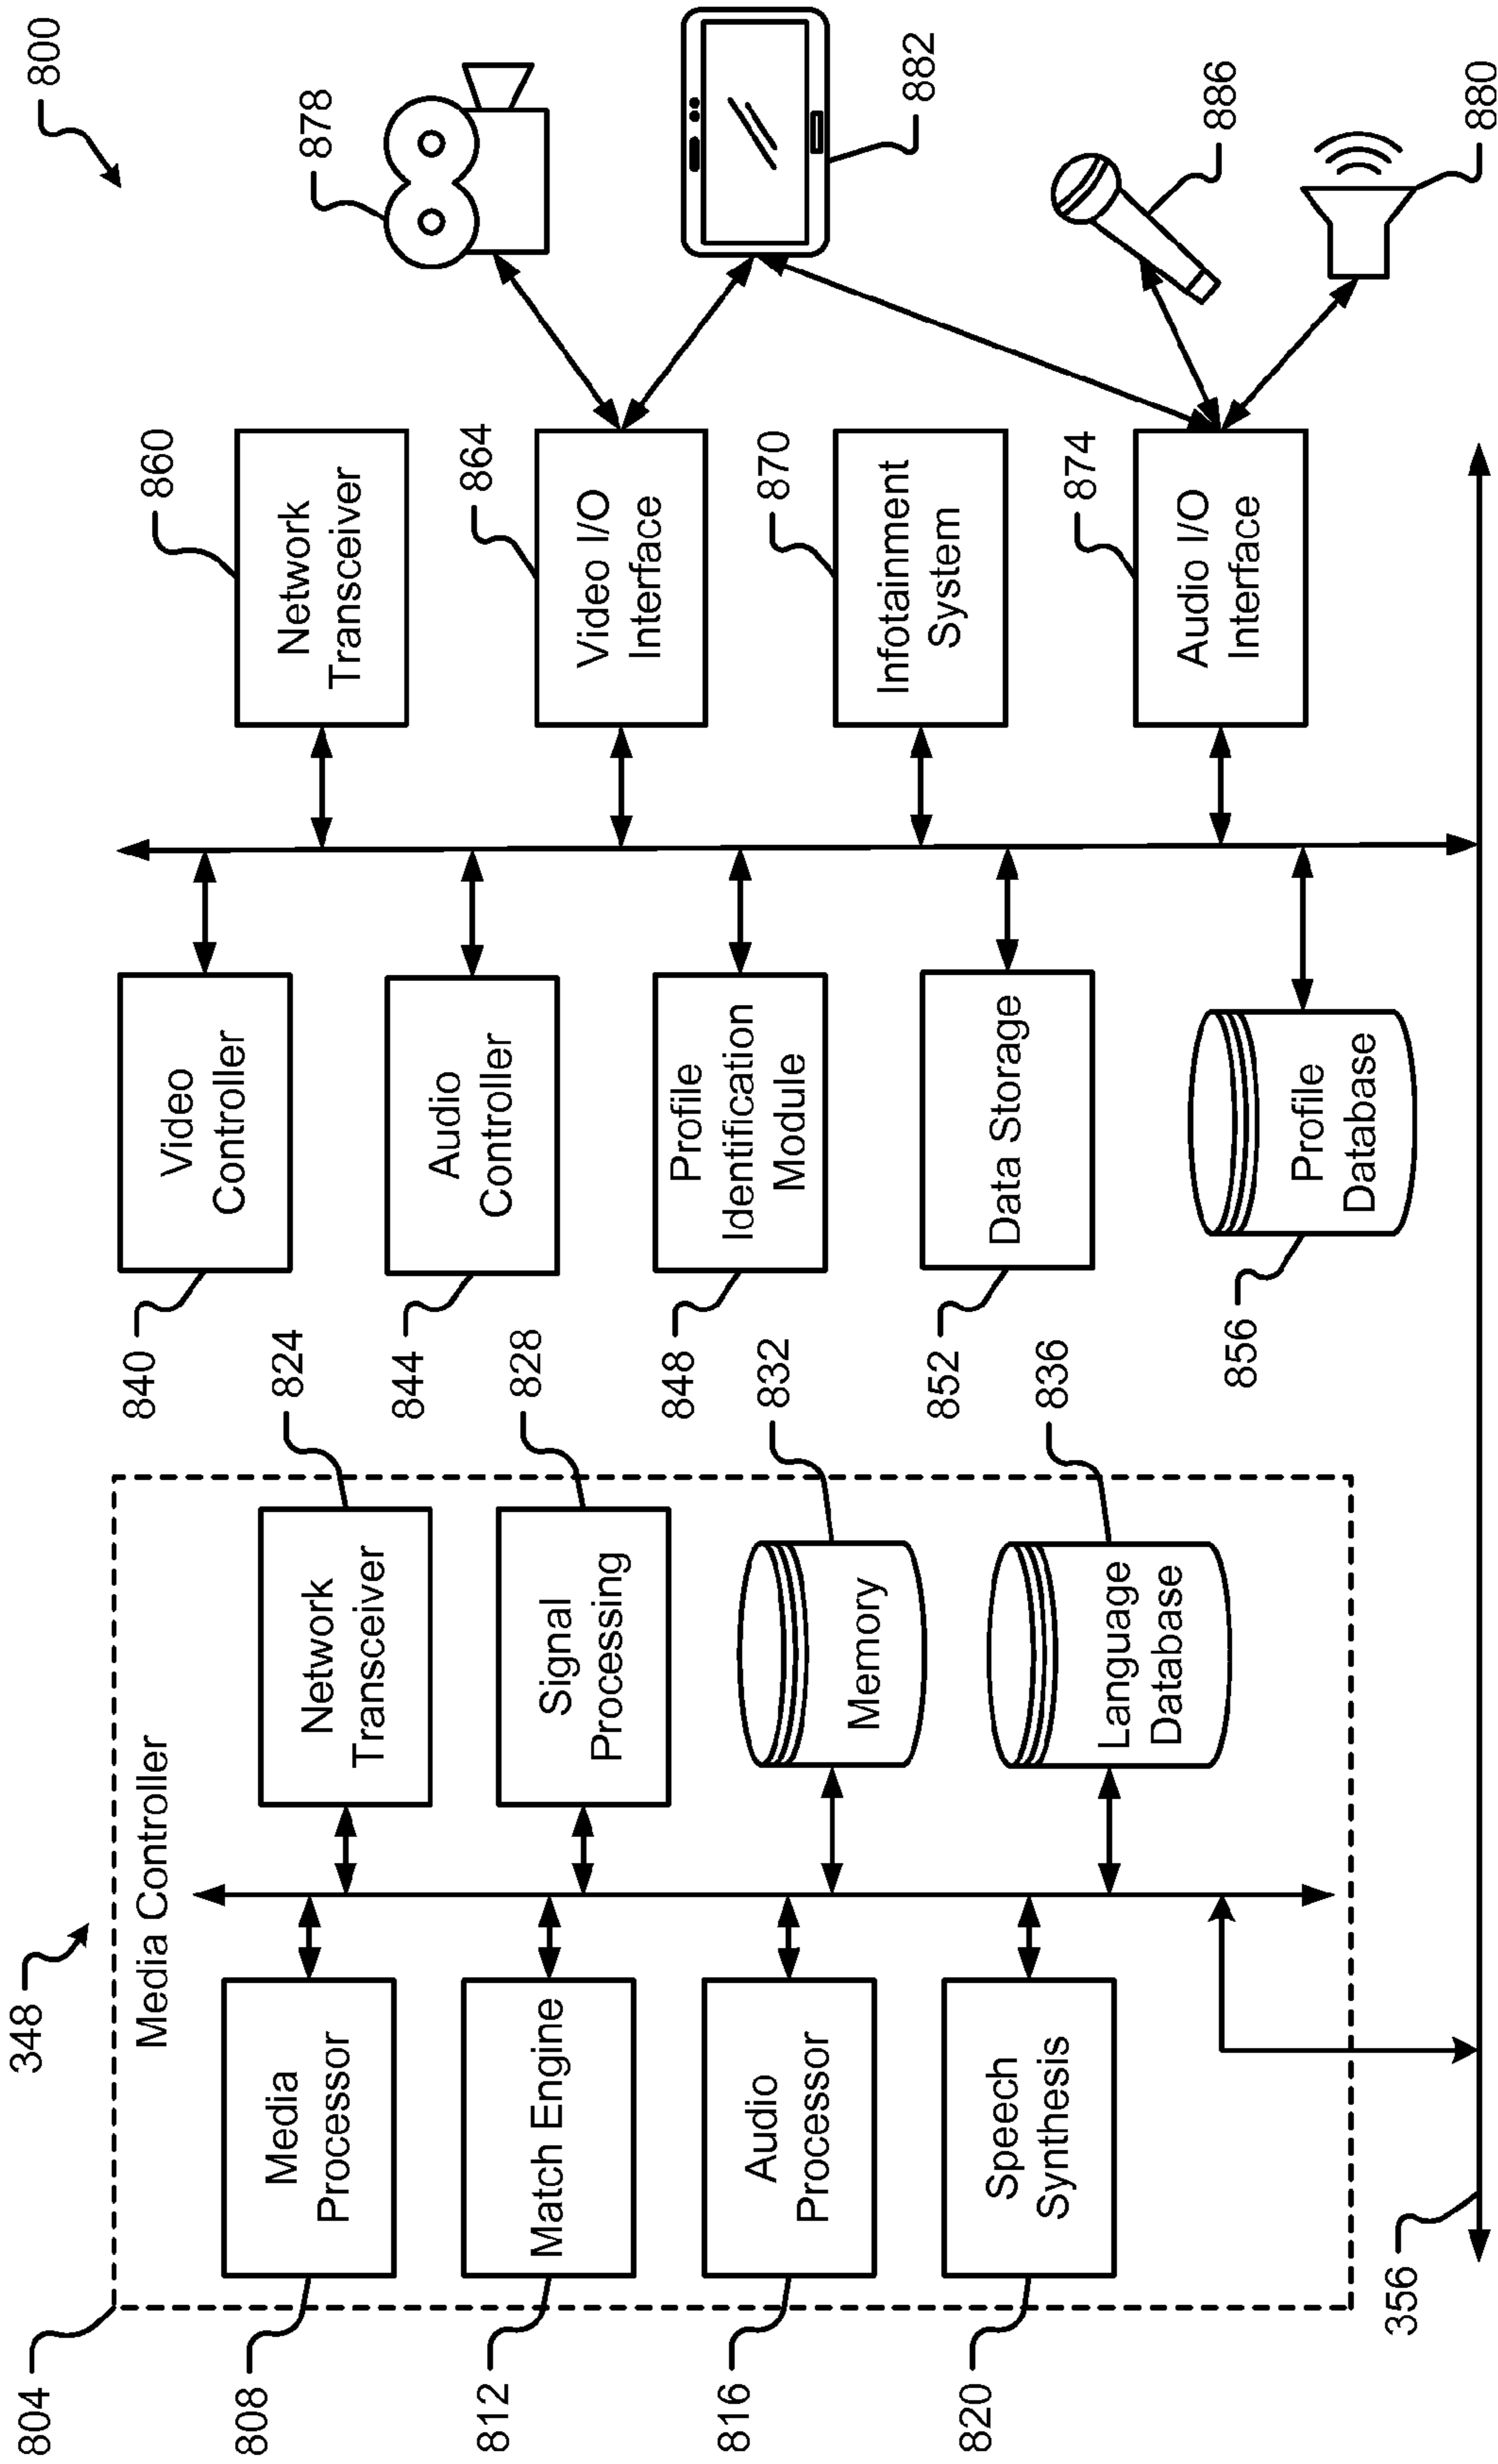 800
348
804
Media Controller
808
Media
Processor
812
Match Engine
816
Audio
Processor
820
Speech
Synthesis
824
Network
Transceiver
828
Signal
Processing
832
Memory
836
Language
Database
840
Video
Controller
844
Audio
Controller
848
Profile
Identification
Module
852
Data Storage
856
Profile
Database
860
Network
Transceiver
864
Video I/O
Interface
870
Infotainment
System
874
Audio I/O
Interface
878
882
886
880
356